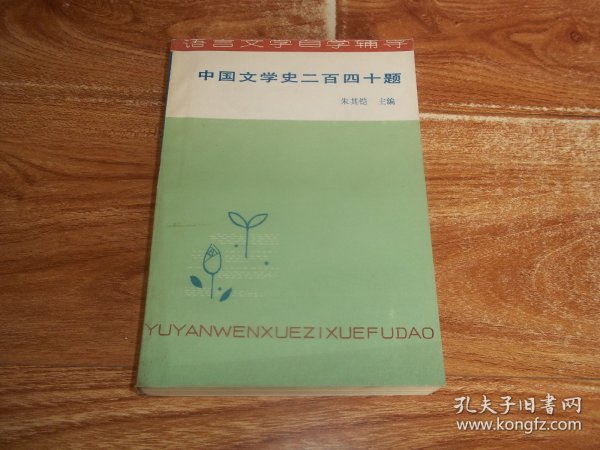 语言文学自学辅导
中国文学史二百四十题
朱其铠 主编
YUYANWENXUEZIXUEFUDAO
孔夫子旧书网
www.kongfz.com